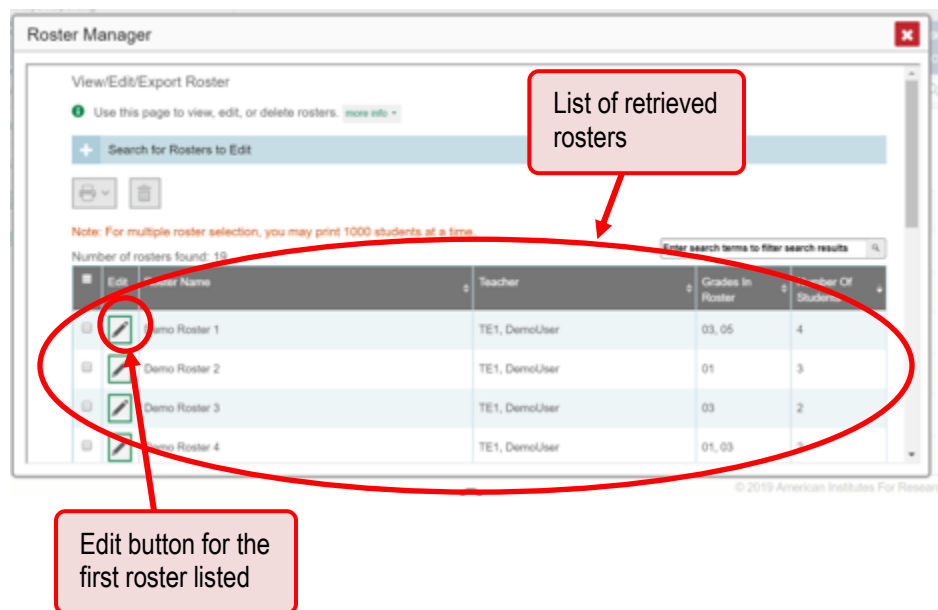 Roster Manager
View/Edit/Export Roster
Use this page to view, edit, or delete rosters. more info
Search for Rosters to Edit
List of retrieved
rosters
Note: For multiple roster selection, you may print 1000 students at a time.
Number of rosters found: 19
Enter search terms to filter search results
Edit Roster Name Teacher Grades In Roster Number Of Students
Demo Roster 1 TE1, DemoUser 03, 05 4
Demo Roster 2 TE1, DemoUser 01 3
Demo Roster 3 TE1, DemoUser 03 2
Demo Roster 4 TE1, DemoUser 01, 03
© 2019 American Institutes For Resear
Edit button for the
first roster listed